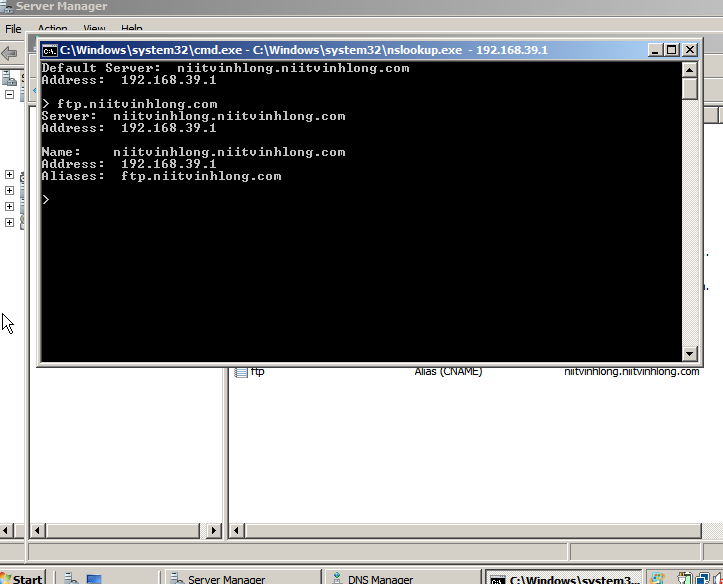 Server Manager
File Action View Help
C:\Windows\system32\cmd.exe - C:\Windows\system32\nslookup.exe - 192.168.39.1
Default Server:  niitvinhlong.niitvinhlong.com
Address:  192.168.39.1
> ftp.niitvinhlong.com
Server:  niitvinhlong.niitvinhlong.com
Address:  192.168.39.1
Name:    niitvinhlong.niitvinhlong.com
Address:  192.168.39.1
Aliases:  ftp.niitvinhlong.com
>
ftp Alias (CNAME) niitvinhlong.niitvinhlong.com
Start Server Manager DNS Manager C:\Windows\system3...